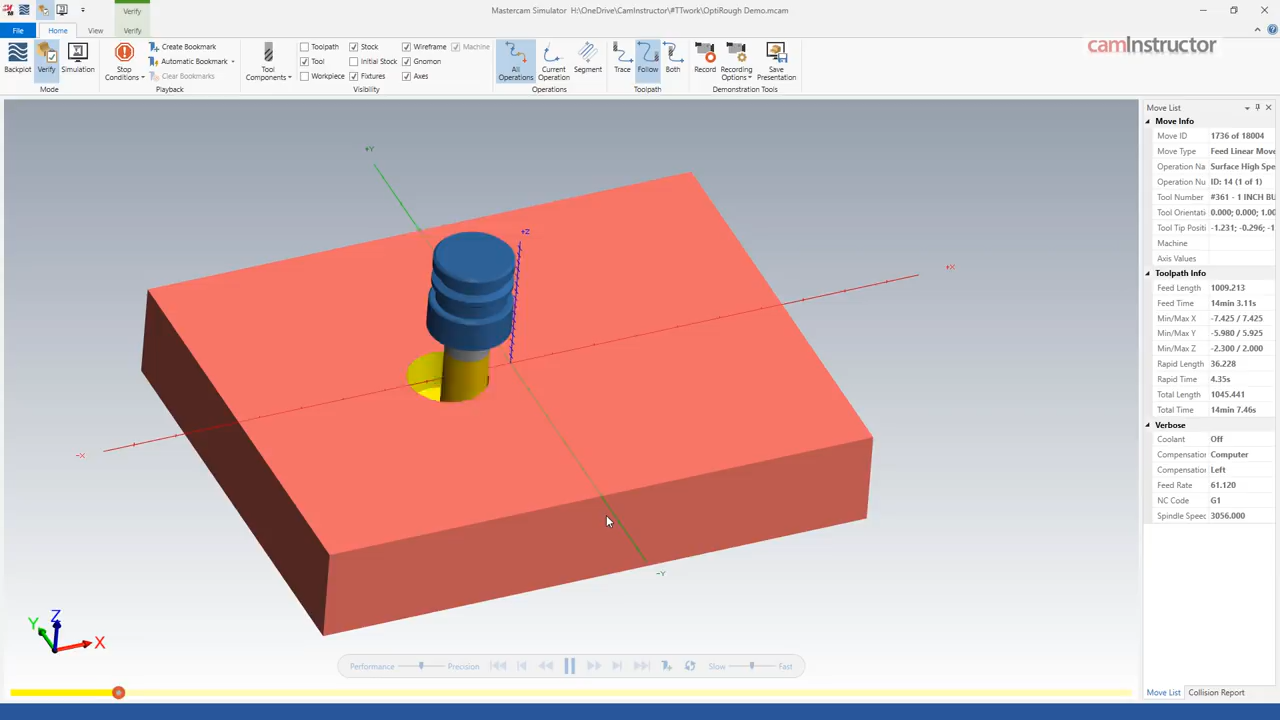 Verify
Mastercam Simulator H:\OneDrive\CamInstructor\#TTwork\OptiRough Demo.mcam
File Home View Verify
Backplot Verify Simulation
Mode
Stop Conditions
Create Bookmark
Automatic Bookmark
Clear Bookmarks
Playback
Tool Components
Toolpath Stock Wireframe Machine
Tool Initial Stock Gnomon
Workpiece Fixtures Axes
Visibility
All Operations
Current Operation
Segment
Operations
Trace Follow Both
Toolpath
Record
Recording Options
Save Presentation
Demonstration Tools
camInstructor
+Y
+Z
+X
-X
-Y
Z
Y
X
Performance Precision Slow Fast
Move List
Move Info
Move ID 1736 of 18004
Move Type Feed Linear Move
Operation Na Surface High Spe
Operation Nu ID: 14 (1 of 1)
Tool Number #361 - 1 INCH BU
Tool Orientati 0.000; 0.000; 1.00
Tool Tip Positi -1.231; -0.296; -1
Machine
Axis Values
Toolpath Info
Feed Length 1009.213
Feed Time 14min 3.11s
Min/Max X -7.425 / 7.425
Min/Max Y -5.980 / 5.925
Min/Max Z -2.300 / 2.000
Rapid Length 36.228
Rapid Time 4.35s
Total Length 1045.441
Total Time 14min 7.46s
Verbose
Coolant Off
Compensation Computer
Compensation Left
Feed Rate 61.120
NC Code G1
Spindle Speed 3056.000
Move List Collision Report